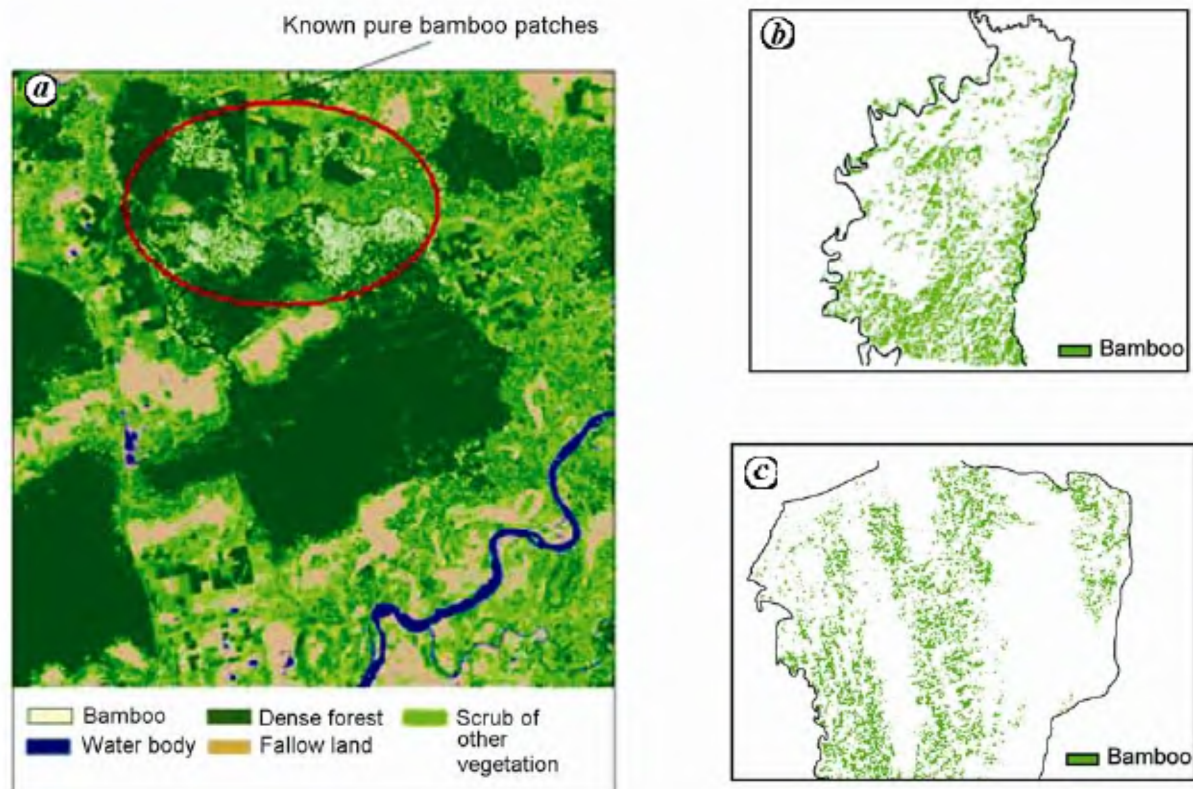 Known pure bamboo patches
a
b
Bamboo
c
Bamboo
Bamboo
Dense forest
Scrub of
other
vegetation
Water body
Fallow land